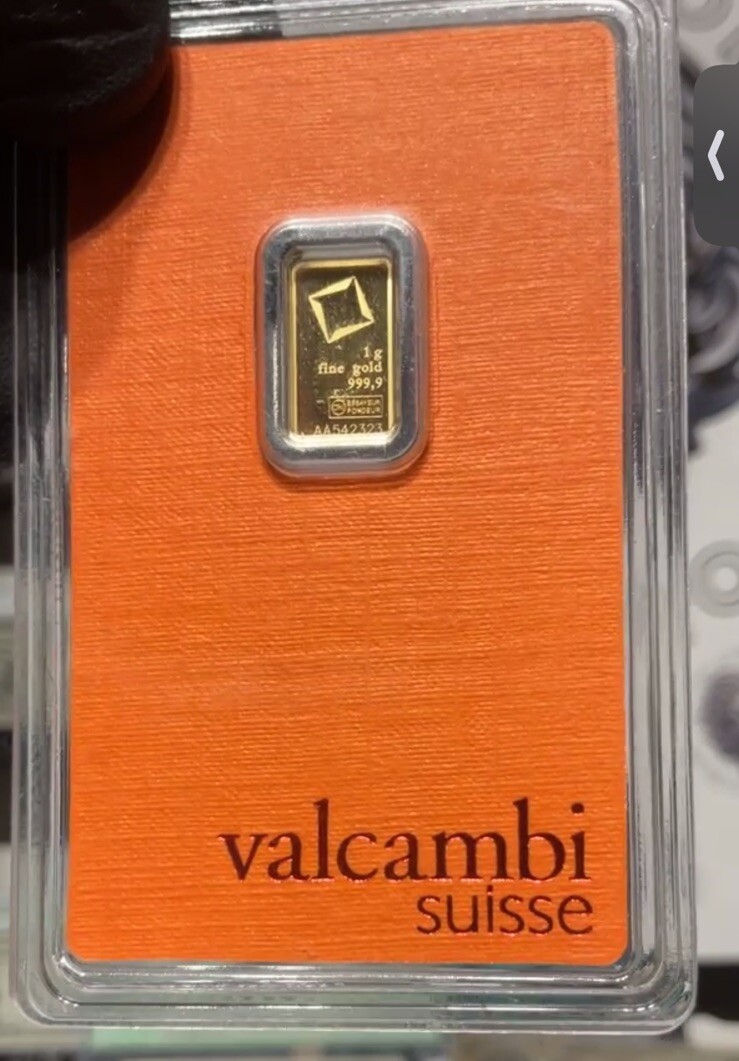 1 g
fine gold
999,9
ESSAYEUR
FONDEUR
AA542323
valcambi
suisse